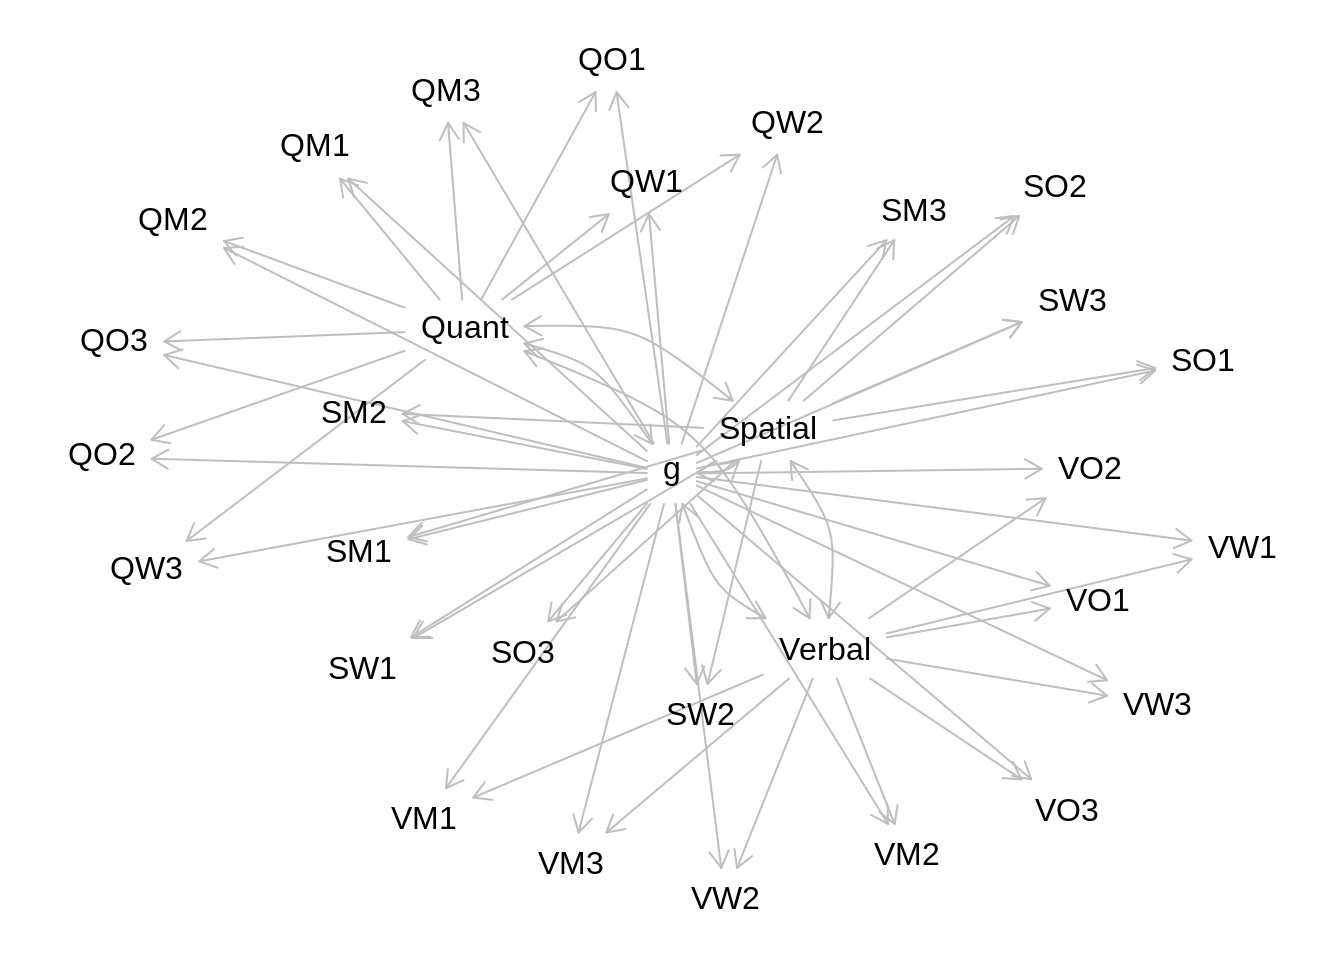 QO1
QM3
QW2
QM1
QW1
SO2
SM3
QM2
SW3
Quant
QO3
SO1
SM2
Spatial
QO2
g
VO2
VW1
SM1
QW3
VO1
Verbal
SO3
SW1
VW3
SW2
VO3
VM1
VM2
VM3
VW2